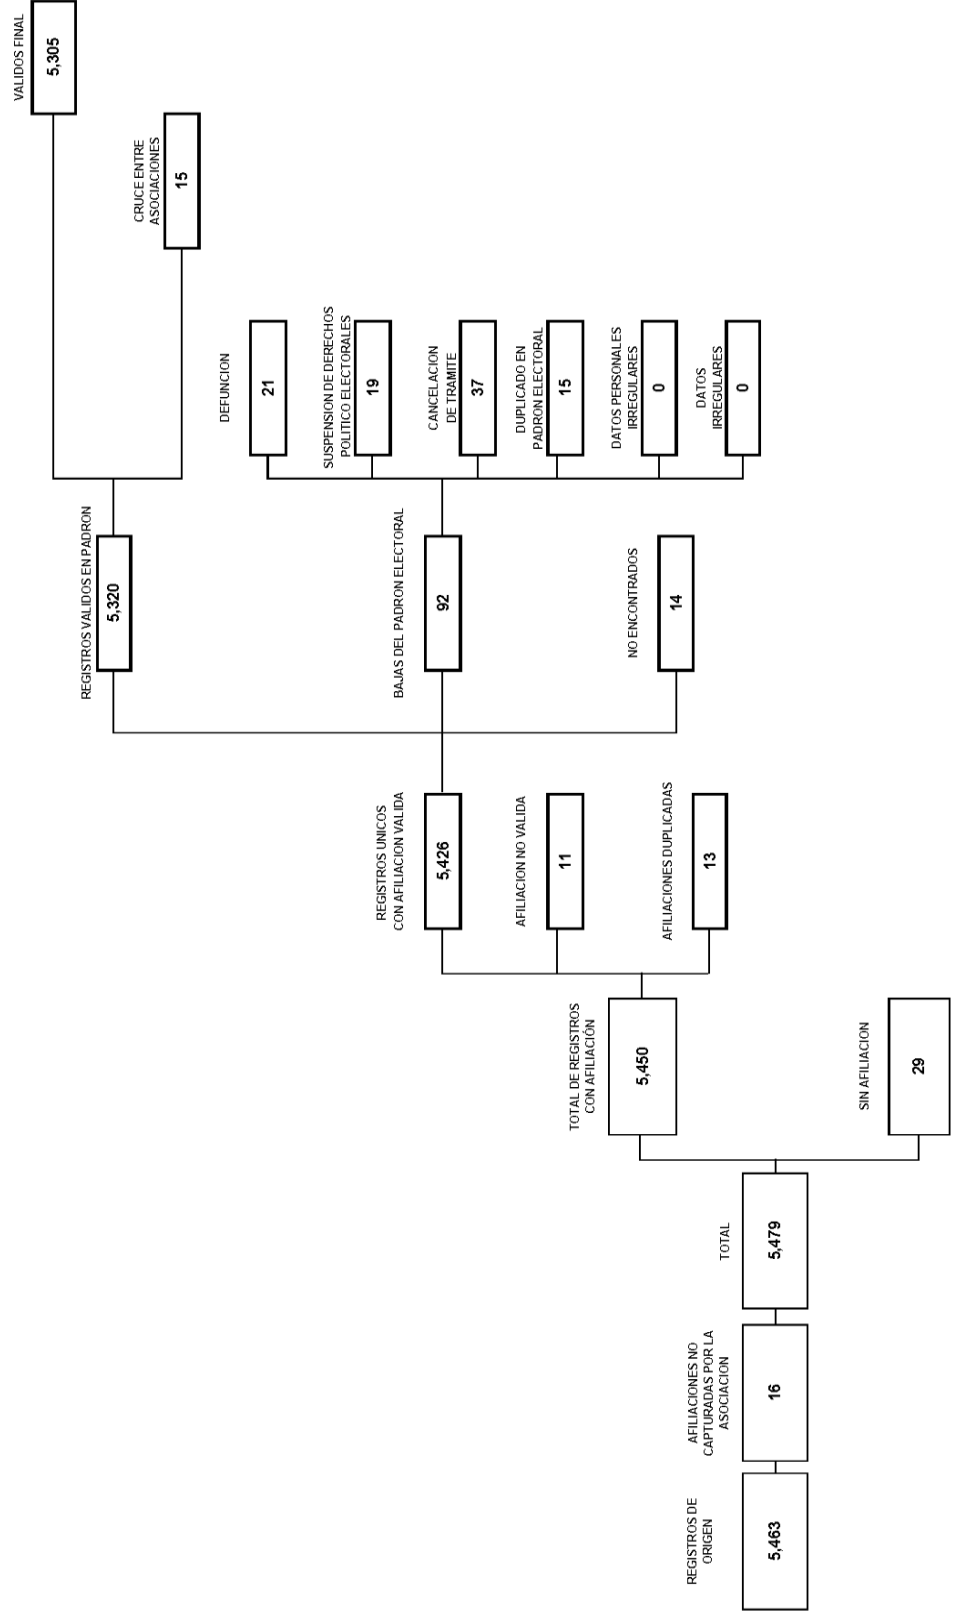 REGISTROS DE
ORIGEN
5,463
AFILIACIONES NO
CAPTURADAS POR LA
ASOCIACION
16
TOTAL
5,479
TOTAL DE REGISTROS
CON AFILIACIÓN
5,450
SIN AFILIACION
29
REGISTROS UNICOS
CON AFILIACION VALIDA
5,426
AFILIACION NO VALIDA
11
AFILIACIONES DUPLICADAS
13
REGISTROS VALIDOS EN PADRON
5,320
BAJAS DEL PADRON ELECTORAL
92
NO ENCONTRADOS
14
DEFUNCION
21
SUSPENSION DE DERECHOS
POLITICO ELECTORALES
19
CANCELACION
DE TRAMITE
37
DUPLICADO EN
PADRON ELECTORAL
15
DATOS PERSONALES
IRREGULARES
0
DATOS
IRREGULARES
0
CRUCE ENTRE
ASOCIACIONES
15
VALIDOS FINAL
5,305